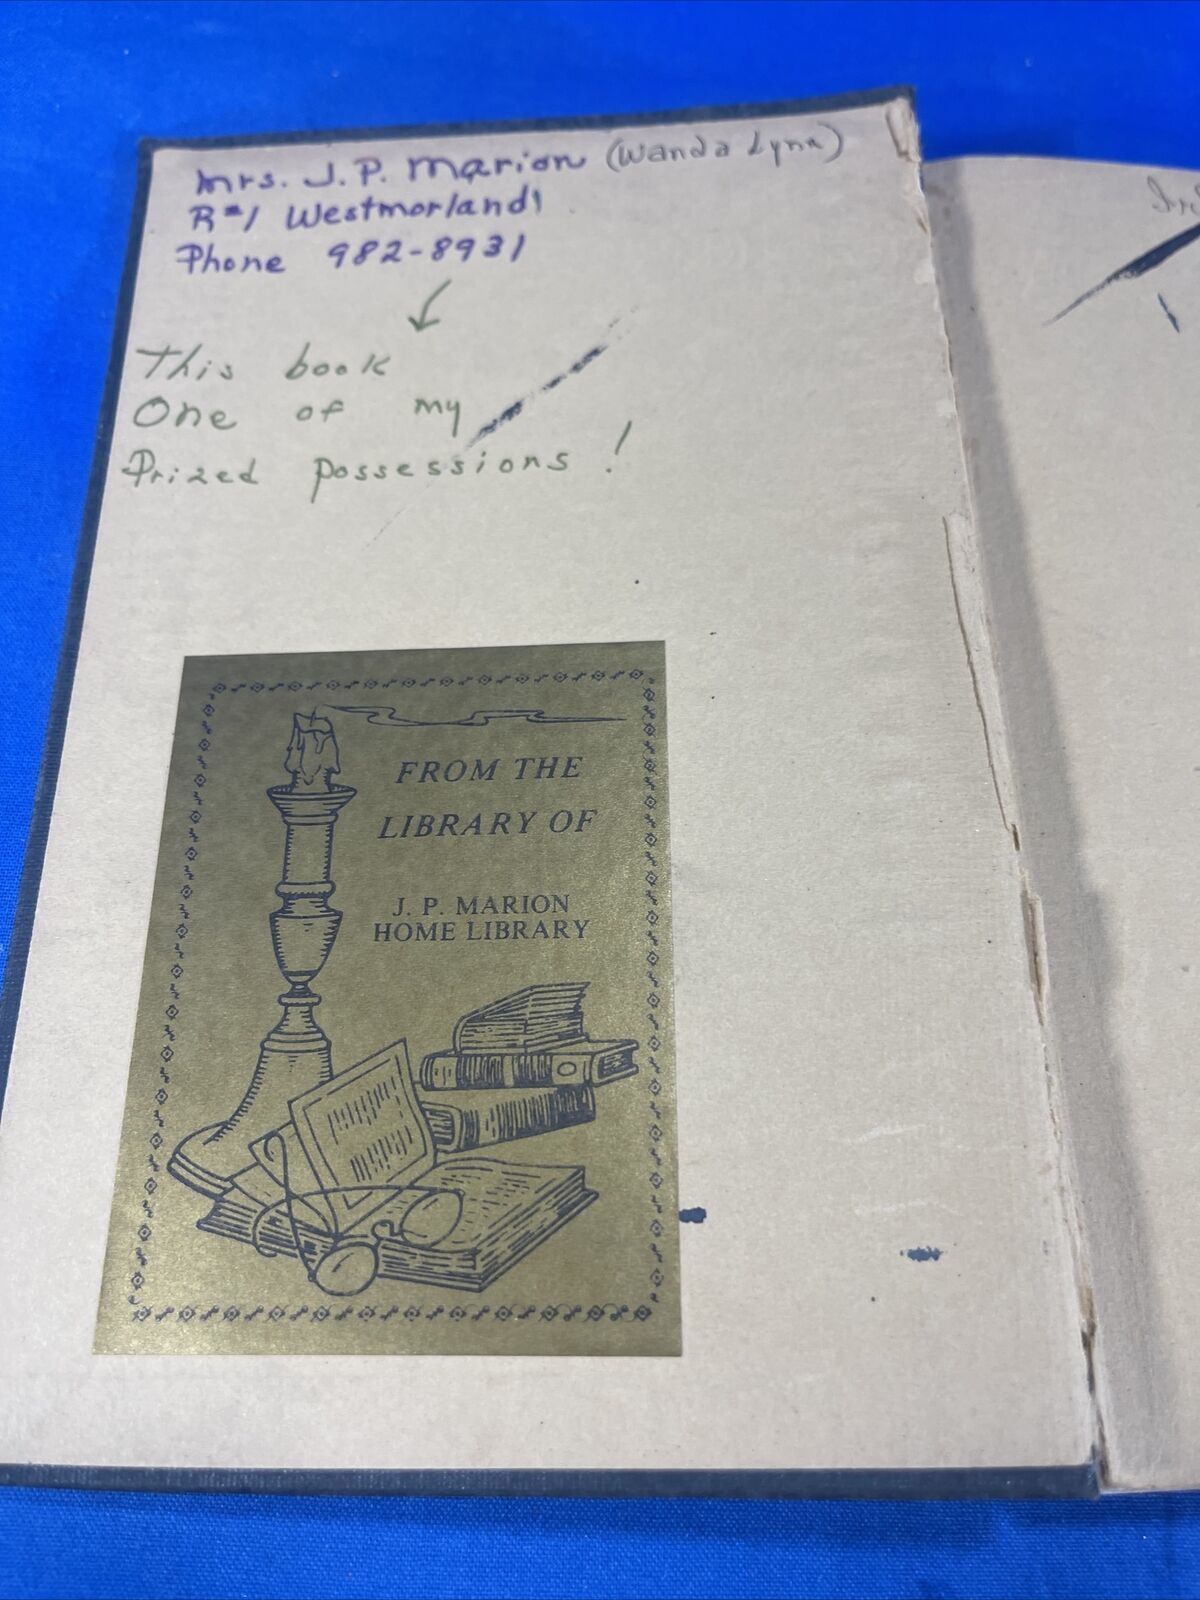 Mrs. J. P. Marion (Wanda Lynn)
R#1 Westmorland
Phone 982-8931
This book
One of my
Prized possessions!
FROM THE
LIBRARY OF
J. P. MARION
HOME LIBRARY